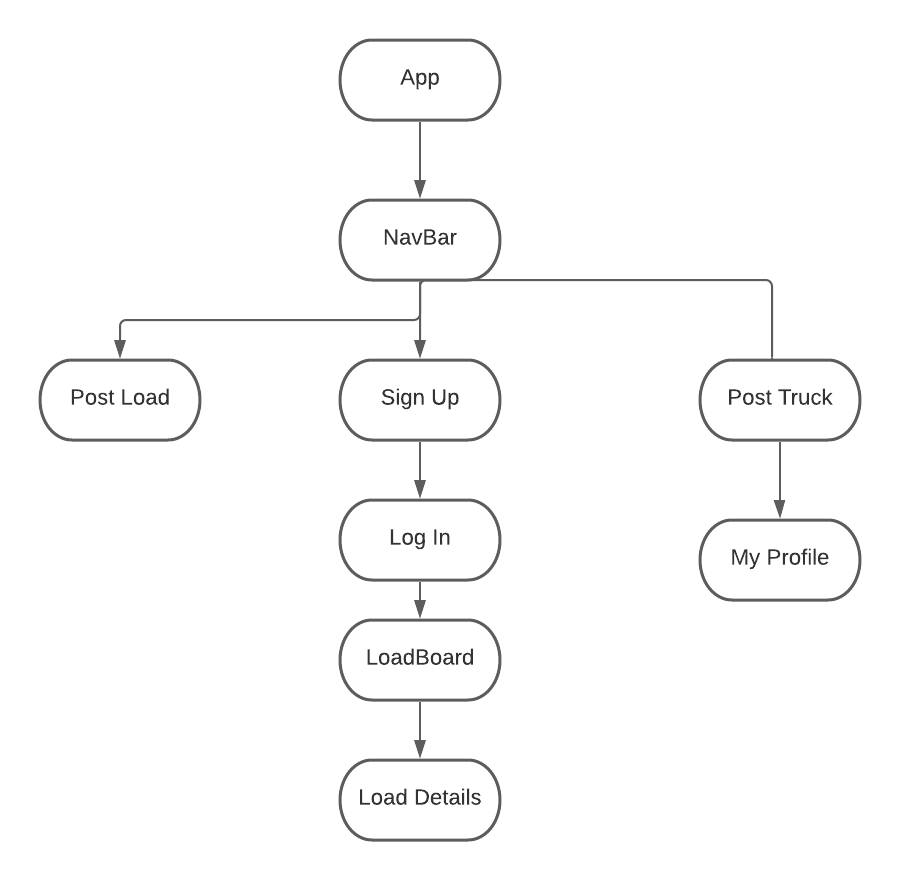 App
NavBar
Post Load
Sign Up
Post Truck
Log In
My Profile
LoadBoard
Load Details